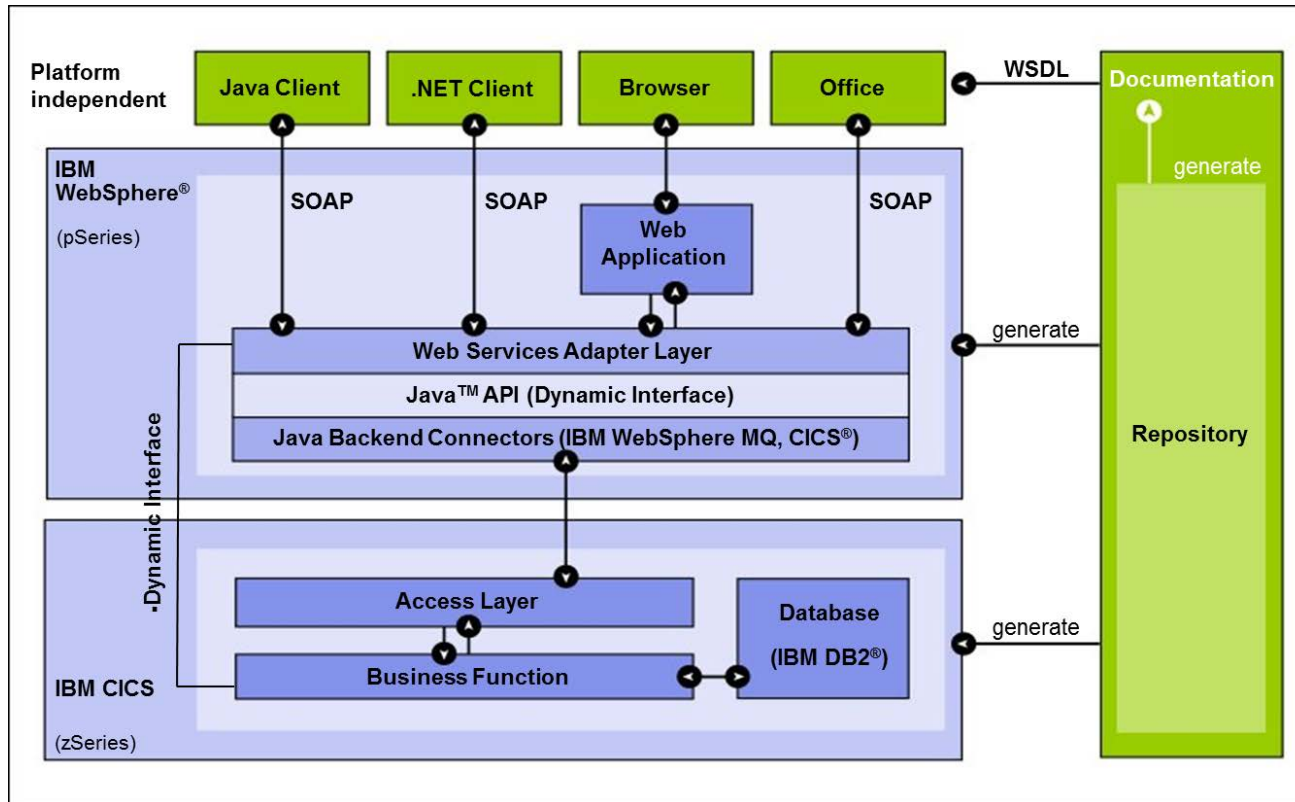 Platform
independent
Java Client
.NET Client
Browser
Office
WSDL
Documentation
generate
Repository
IBM
WebSphere®
(pSeries)
SOAP
SOAP
SOAP
Web
Application
Web Services Adapter Layer
Java™ API (Dynamic Interface)
Java Backend Connectors (IBM WebSphere MQ, CICS®)
generate
▪Dynamic Interface
Access Layer
Business Function
Database
(IBM DB2®)
generate
IBM CICS
(zSeries)